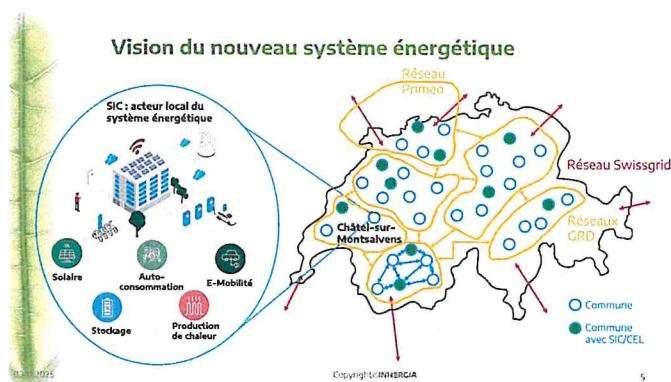 Vision du nouveau système énergétique
SIC : acteur local du
système énergétique
Solaire
Auto-
consommation
E-Mobilité
Stockage
Production
de chaleur
Réseau
Primeo
Réseau Swissgrid
Châtel-sur-
Montsalvens
Réseaux
GRD
Commune
Commune
avec SIC/CEL
Copyright INNERGIA
5